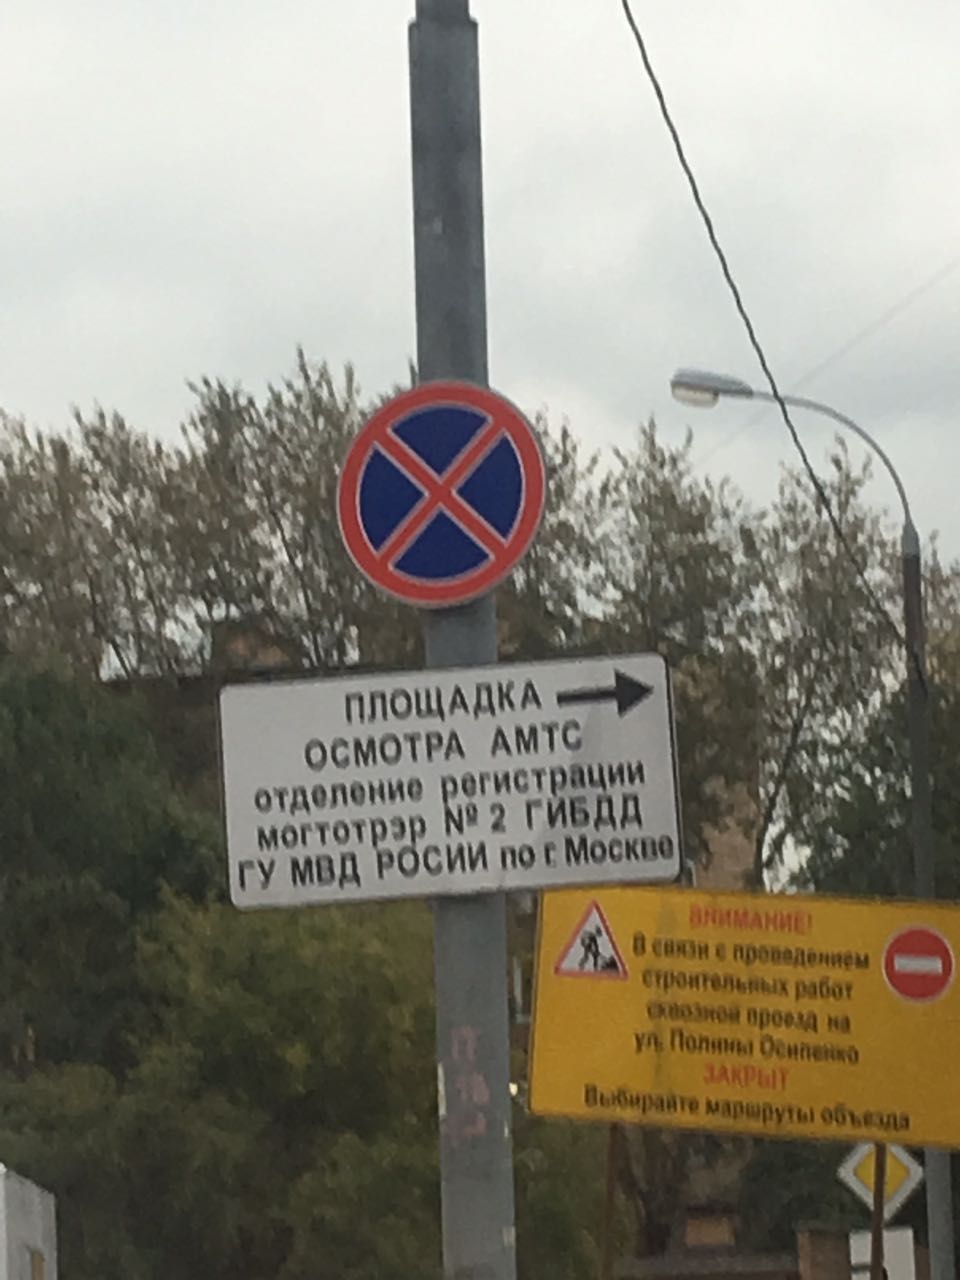 ПЛОЩАДКА
ОСМОТРА АМТС
отделение регистрации
могтотрэр № 2 ГИБДД
ГУ МВД РОСИИ по г. Москве
ВНИМАНИЕ!
В связи с проведением
строительных работ
сквозной проезд на
ул. Полины Осипенко
ЗАКРЫТ
Выбирайте маршруты объезда